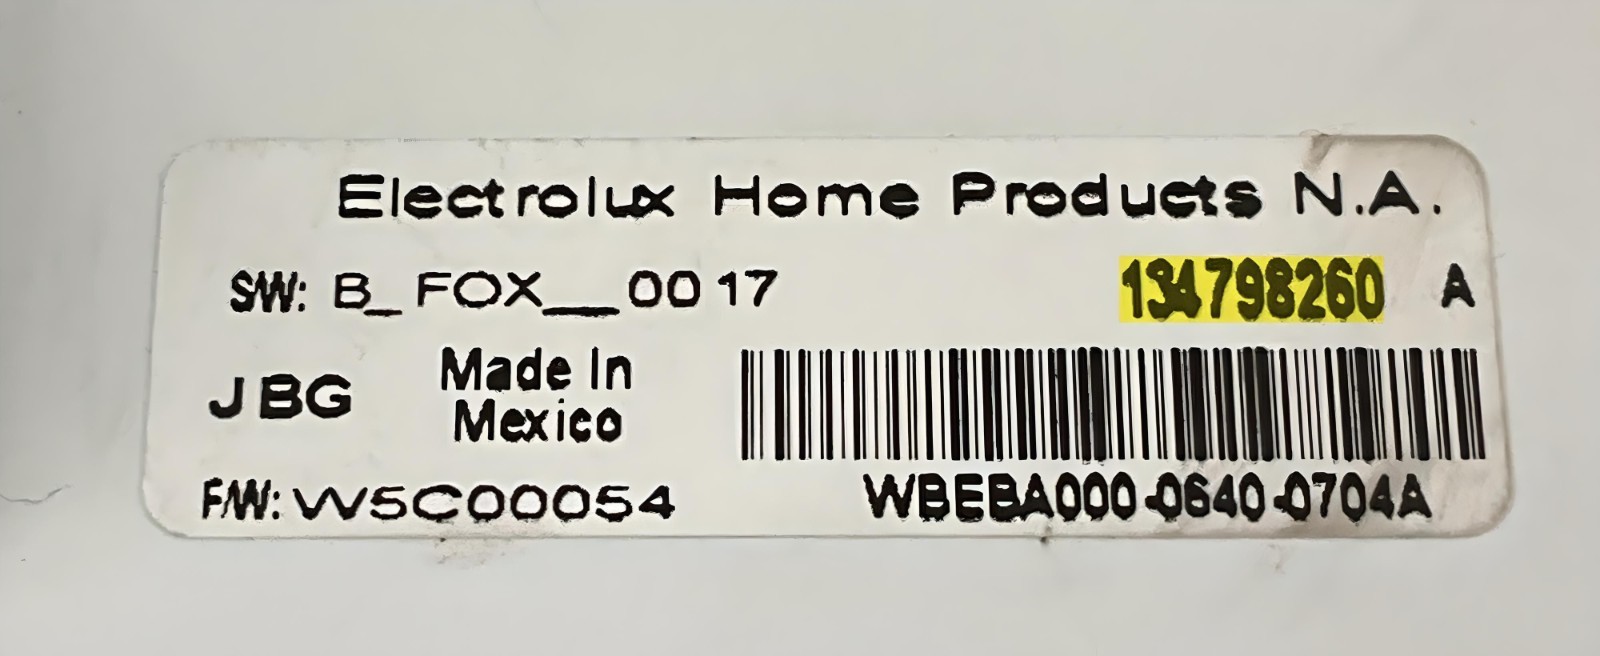 Electrolux Home Products N.A.
SW: B_FOX__0017 134798260 A
JBG Made In
Mexico
F/W: W5C00054 WBEBA000-0640-0704A